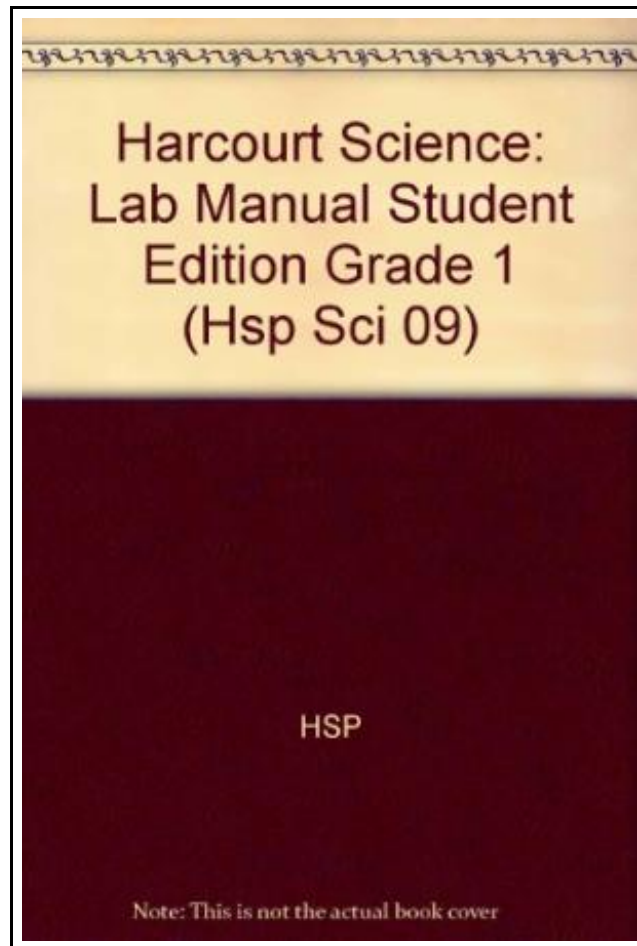 Harcourt Science:
Lab Manual Student
Edition Grade 1
(Hsp Sci 09)
HSP
Note: This is not the actual book cover